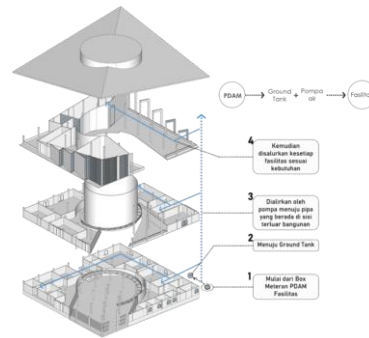 PDAM
Ground
Tank
+
Pompa
air
Fasilita
4
Kemudian
disalurkan kesetiap
fasilitas sesuai
kebutuhan
3
Dialirkan oleh
pompa menuju pipa
yang berada di sisi
terluar bangunan
2
Menuju Ground Tank
1
Mulai dari Box
Meteran PDAM
Fasilitas